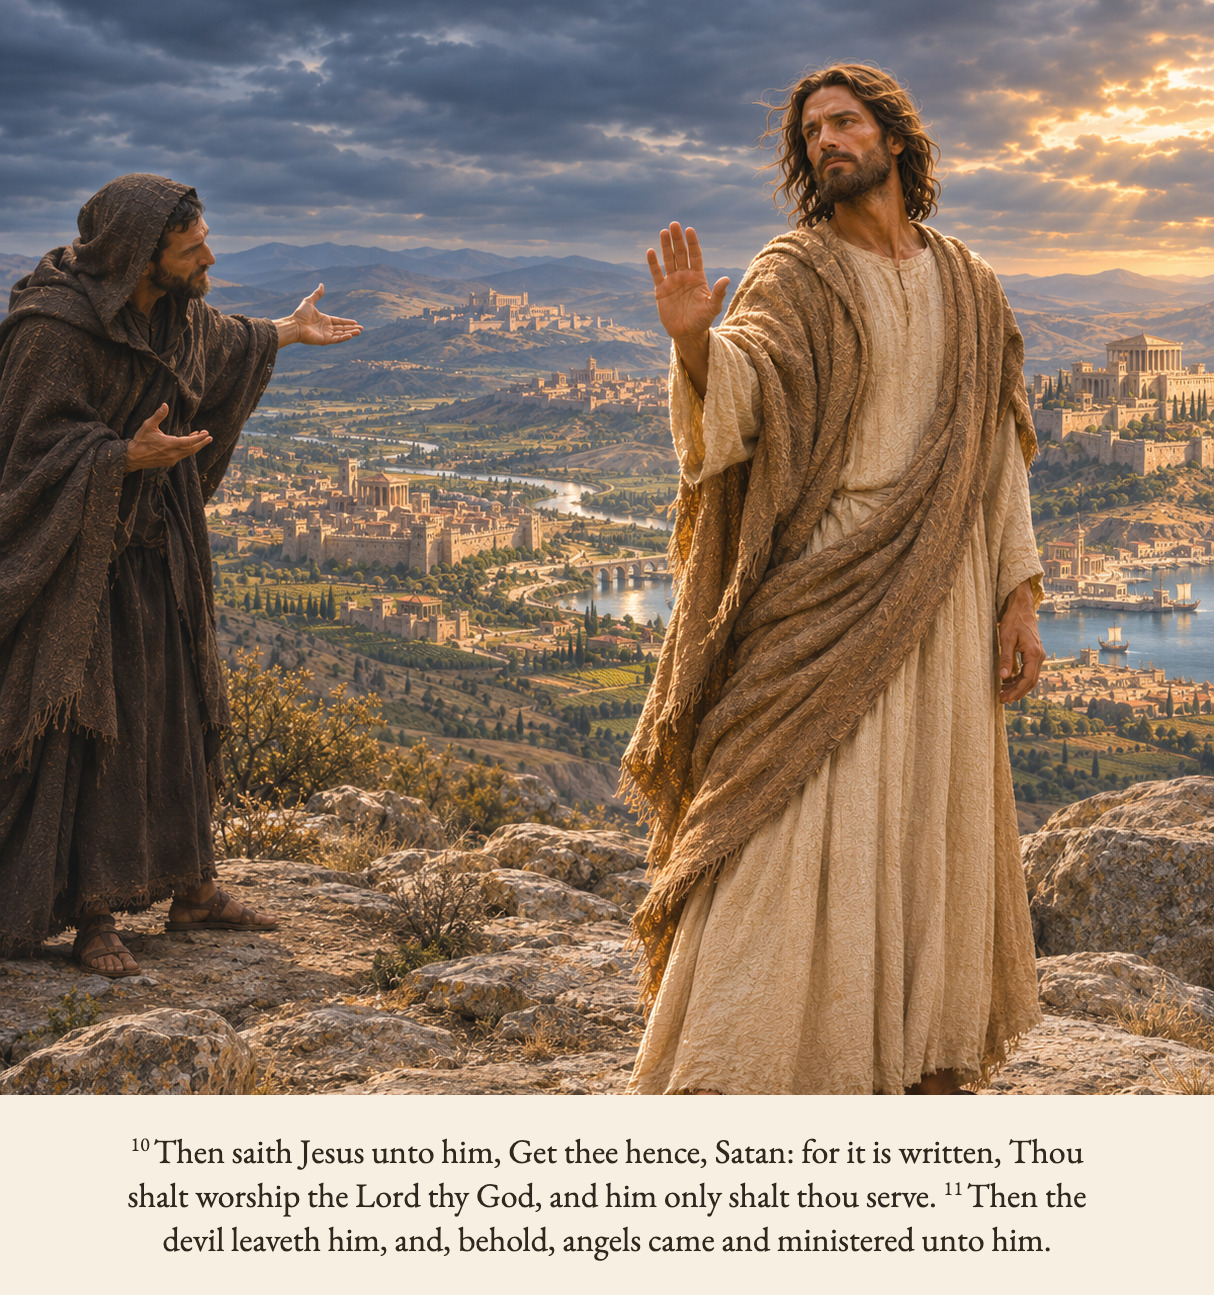 10 Then saith Jesus unto him, Get thee hence, Satan: for it is written, Thou
shalt worship the Lord thy God, and him only shalt thou serve. 11 Then the
devil leaveth him, and, behold, angels came and ministered unto him.